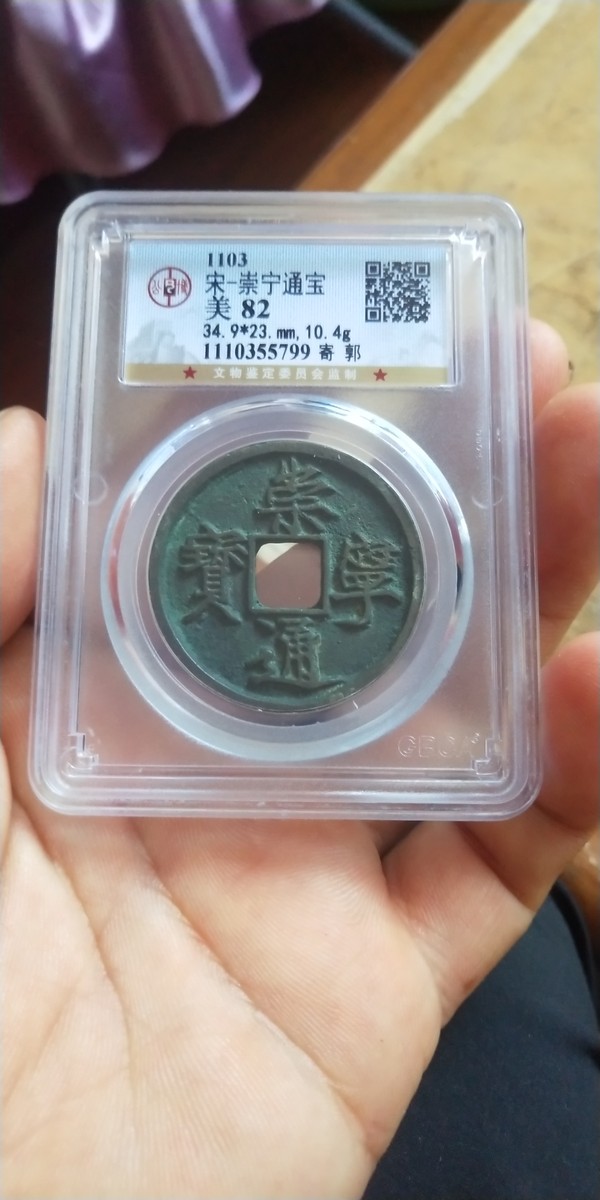 1103
宋-崇宁通宝
美 82
34.9*23.mm,10.4g
1110355799 寄 郭
★ 文物鉴定委员会监制 ★
崇
寶 寧
通